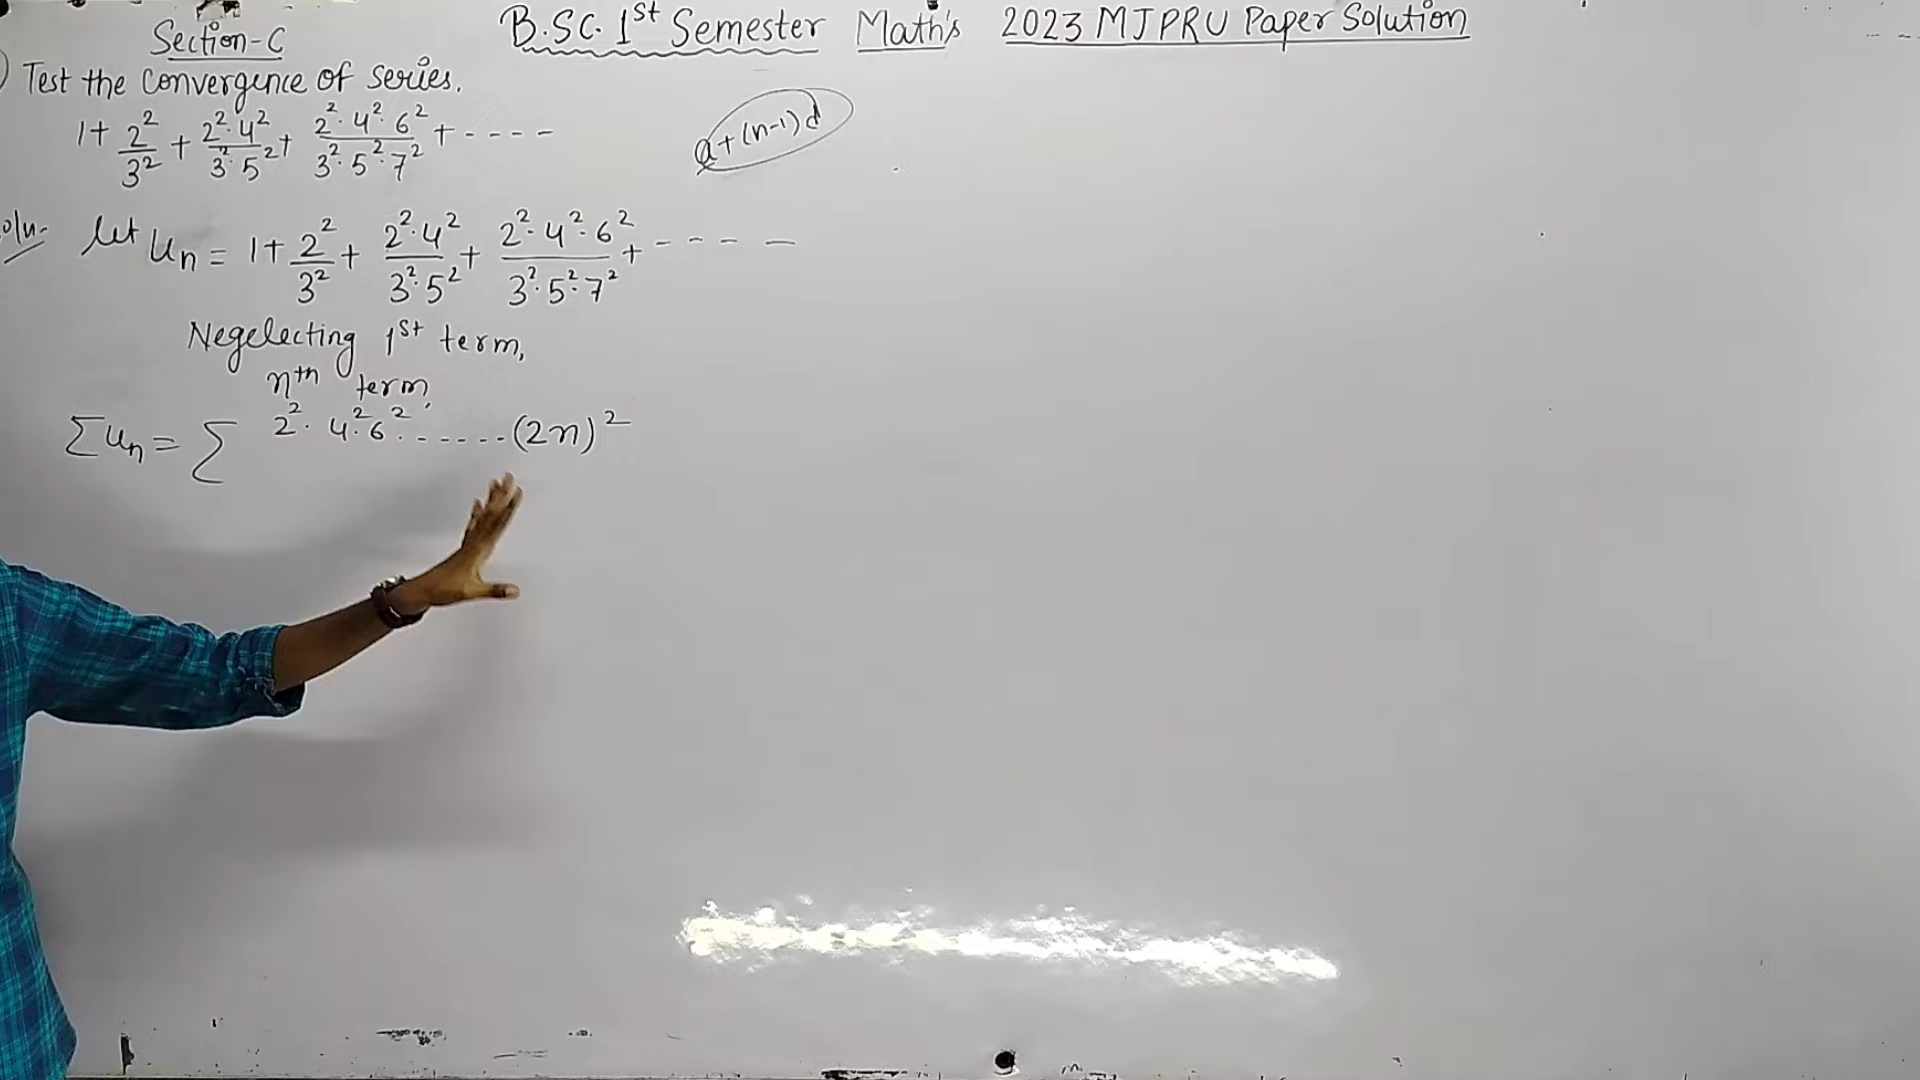 B.Sc. 1st Semester Math's 2023 MJPRU Paper Solution
Section-C
) Test the convergence of series.
1 + 2²/3² + 2²·4²/3²·5² + 2²·4²·6²/3²·5²·7² + - - - -
a+(n-1)d
olu- let Un = 1 + 2²/3² + 2²·4²/3²·5² + 2²·4²·6²/3²·5²·7² + - - - -
Negelecting 1st term,
nth term
∑Un = ∑ 2²·4²·6²·......(2n)²